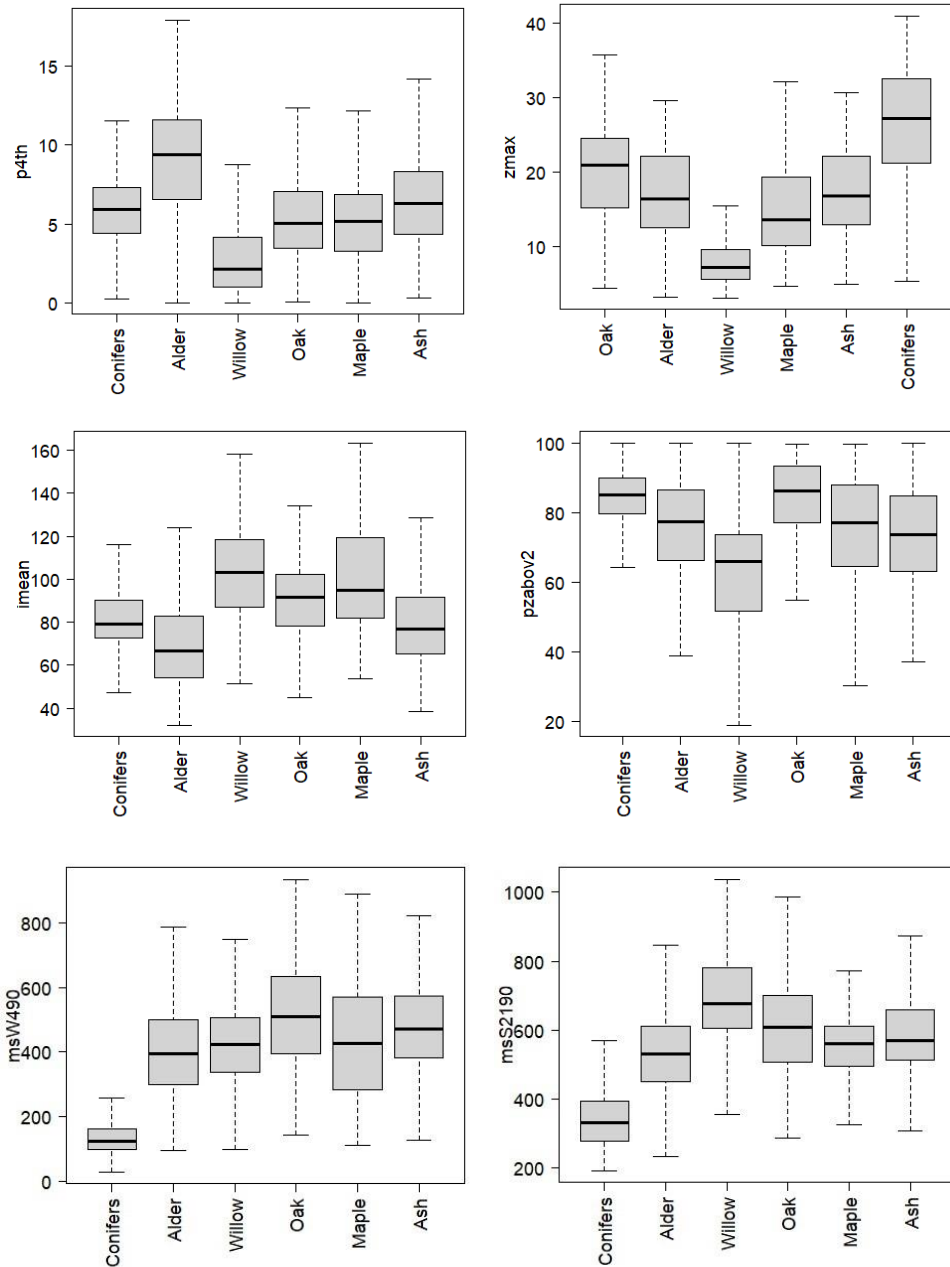 p4th
15
10
5
0
Conifers
Alder
Willow
Oak
Maple
Ash
zmax
40
30
20
10
Oak
Alder
Willow
Maple
Ash
Conifers
imean
160
140
120
100
80
60
40
Conifers
Alder
Willow
Oak
Maple
Ash
pzabov2
100
80
60
40
20
Conifers
Alder
Willow
Oak
Maple
Ash
msW490
800
600
400
200
0
Conifers
Alder
Willow
Oak
Maple
Ash
msS2190
1000
800
600
400
200
Conifers
Alder
Willow
Oak
Maple
Ash